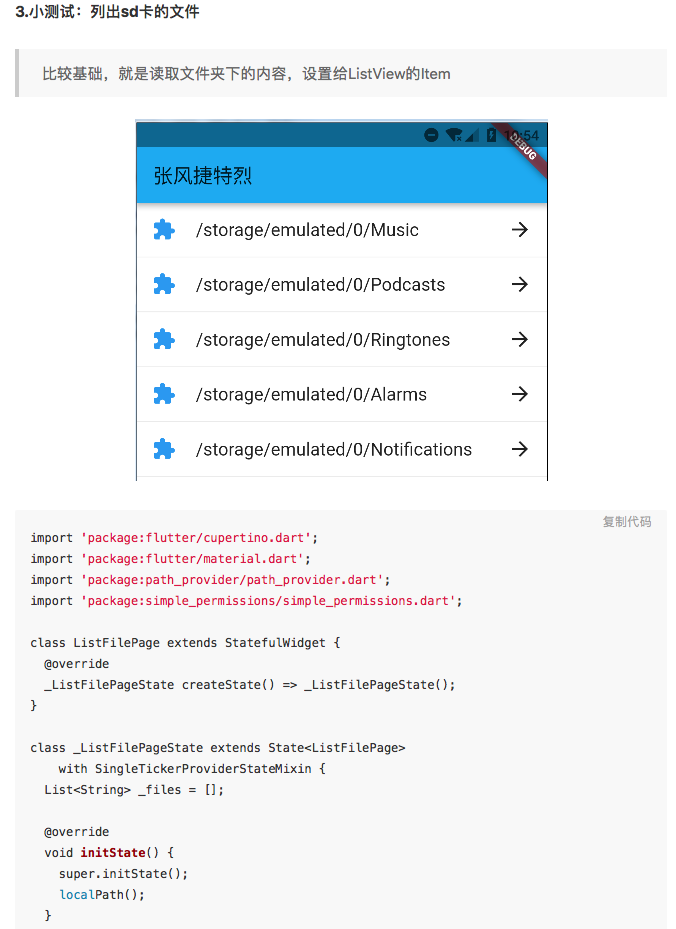 3.小测试：列出sd卡的文件
比较基础，就是读取文件夹下的内容，设置给ListView的Item
10:54
DEBUG
张风捷特烈
/storage/emulated/0/Music
/storage/emulated/0/Podcasts
/storage/emulated/0/Ringtones
/storage/emulated/0/Alarms
/storage/emulated/0/Notifications
复制代码
import 'package:flutter/cupertino.dart';
import 'package:flutter/material.dart';
import 'package:path_provider/path_provider.dart';
import 'package:simple_permissions/simple_permissions.dart';
class ListFilePage extends StatefulWidget {
@override
_ListFilePageState createState() => _ListFilePageState();
}
class _ListFilePageState extends State<ListFilePage>
with SingleTickerProviderStateMixin {
List<String> _files = [];
@override
void initState() {
super.initState();
localPath();
}